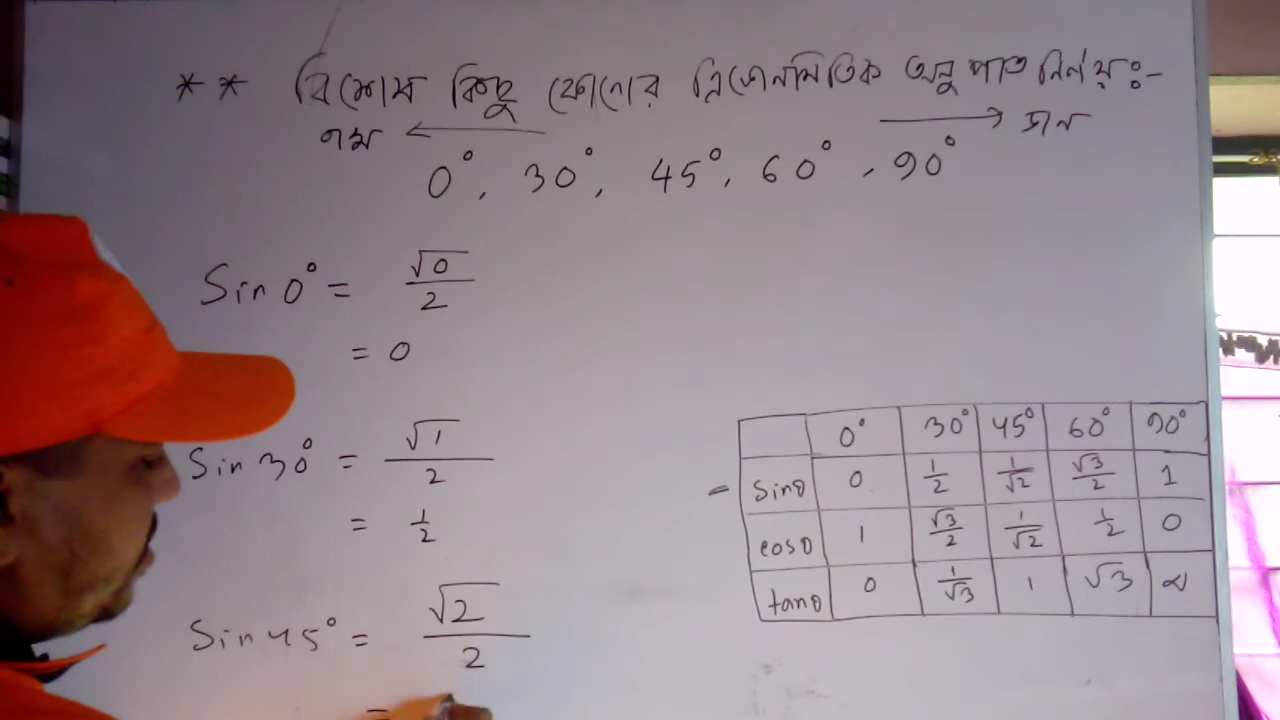 ** বিশেষ কিছু কোনের ত্রিকোনমিতিক অনুপাত নির্ণয়ঃ-
বাম ← → ডান
0°, 30°, 45°, 60°, 90°
Sin 0° = √0/2
= 0
Sin 30° = √1/2
= 1/2
Sin 45° = √2/2
=
0° 30° 45° 60° 90°
sinθ 0 1/2 1/√2 √3/2 1
cosθ 1 √3/2 1/√2 1/2 0
tanθ 0 1/√3 1 √3 ∝